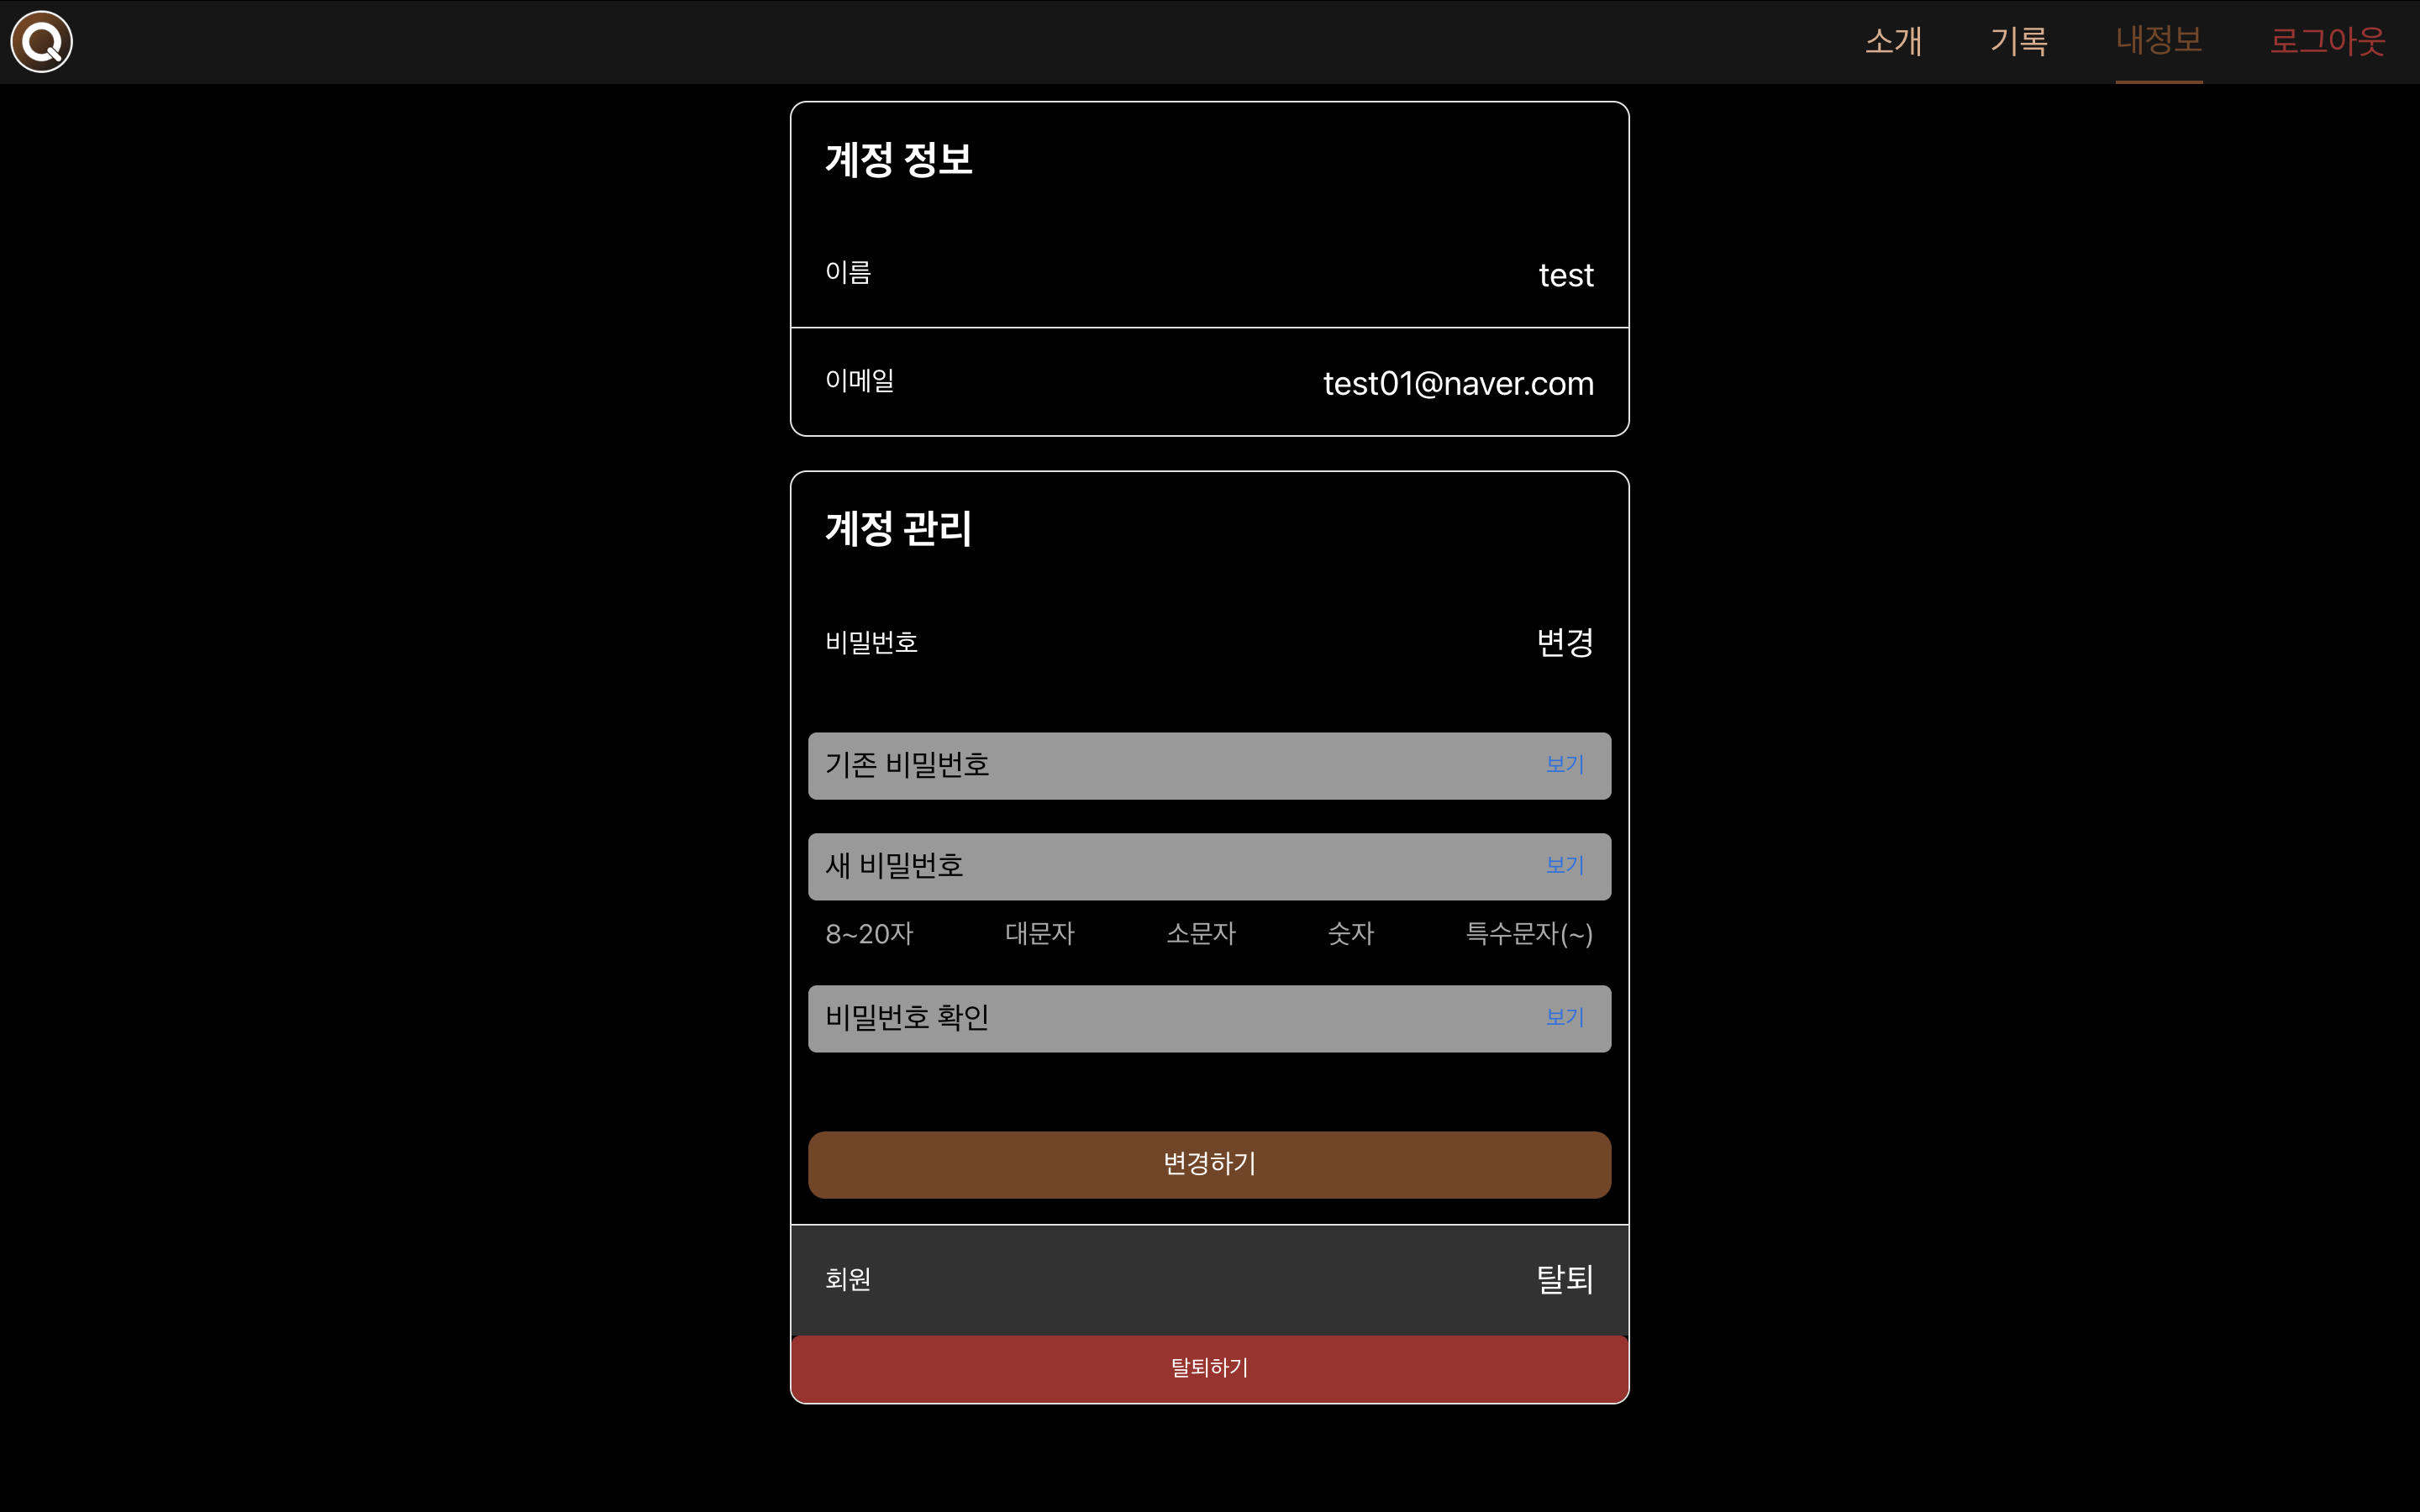 소개 기록 내정보 로그아웃
계정 정보
이름 test
이메일 test01@naver.com
계정 관리
비밀번호 변경
기존 비밀번호 보기
새 비밀번호 보기
8~20자 대문자 소문자 숫자 특수문자(~)
비밀번호 확인 보기
변경하기
회원 탈퇴
탈퇴하기